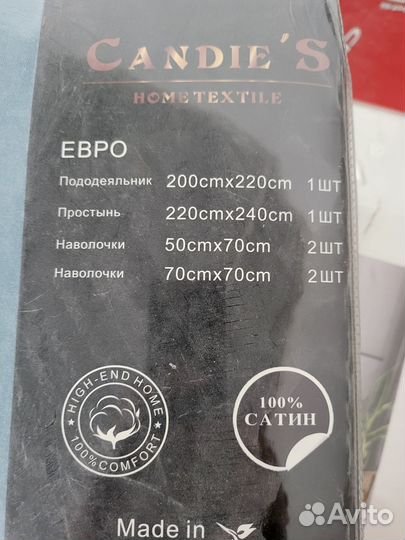 CANDIE'S
HOME TEXTILE
ЕВРО
Пододеяльник 200cmx220cm 1ШТ
Простынь 220cmx240cm 1ШТ
Наволочки 50cmx70cm 2ШТ
Наволочки 70cmx70cm 2ШТ
HIGH-END HOME
100%COMFORT
100%
САТИН
Made in
Avito